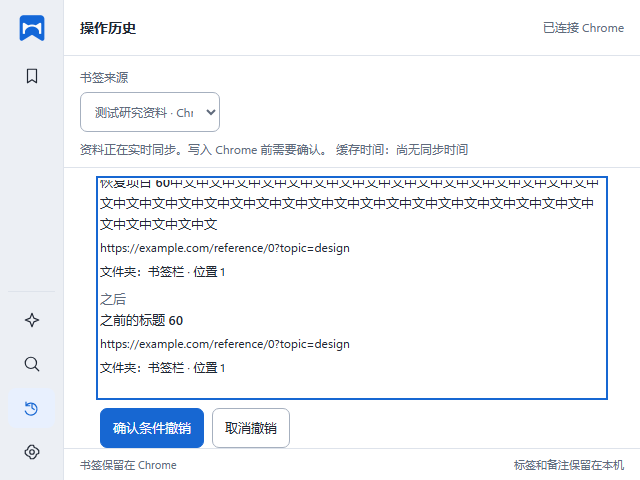 操作历史
已连接 Chrome
书签来源
测试研究资料 · Chr
资料正在实时同步。写入 Chrome 前需要确认。 缓存时间：尚无同步时间
恢复项目 60中文中文中文中文中文中文中文中文中文中文中文中文中文中文中文中文中
文中文中文中文中文中文中文中文中文中文中文中文中文中文中文中文中文中文中文中
文中文中文中文中文
https://example.com/reference/0?topic=design
文件夹：书签栏 · 位置 1
之后
之前的标题 60
https://example.com/reference/0?topic=design
文件夹：书签栏 · 位置 1
确认条件撤销
取消撤销
书签保留在 Chrome
标签和备注保留在本机